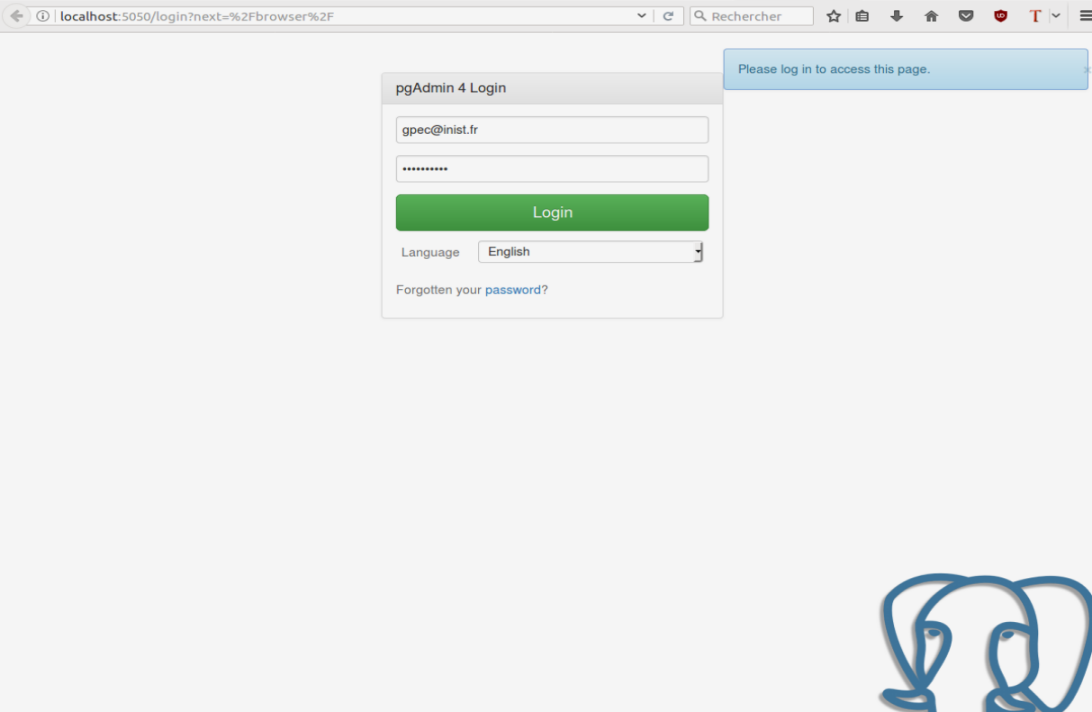 localhost:5050/login?next=%2Fbrowser%2F
Rechercher
T
Please log in to access this page.
×
pgAdmin 4 Login
gpec@inist.fr
••••••••••
Login
Language
English
Forgotten your password?